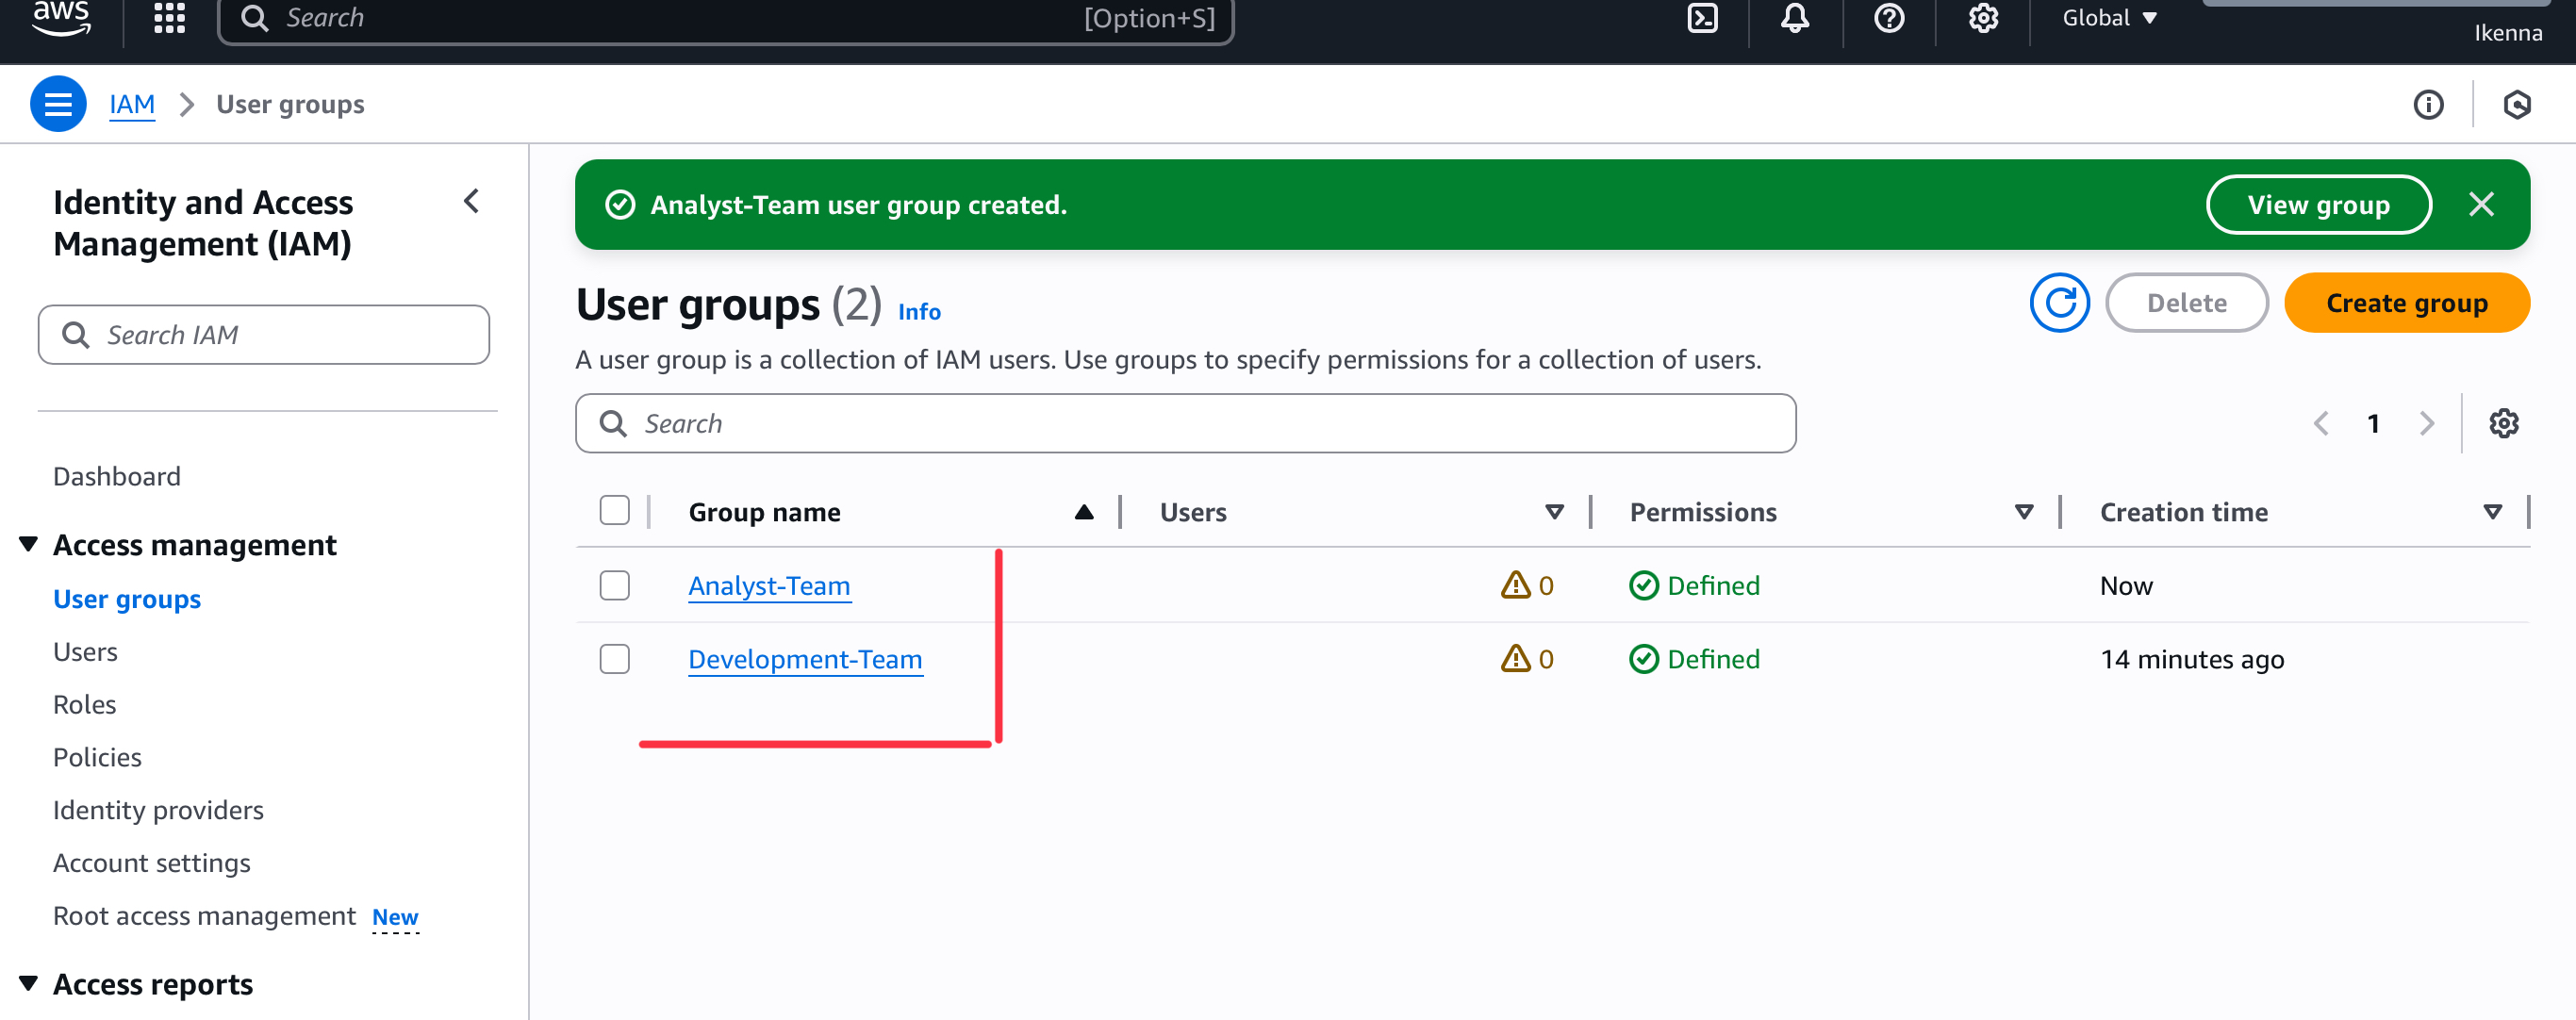 aws
Search [Option+S]
Global
Ikenna
IAM
User groups
Identity and Access
Management (IAM)
Search IAM
Dashboard
Access management
User groups
Users
Roles
Policies
Identity providers
Account settings
Root access management New
Access reports
Analyst-Team user group created.
View group
User groups (2) Info
Delete
Create group
A user group is a collection of IAM users. Use groups to specify permissions for a collection of users.
Search
1
Group name Users Permissions Creation time
Analyst-Team 0 Defined Now
Development-Team 0 Defined 14 minutes ago